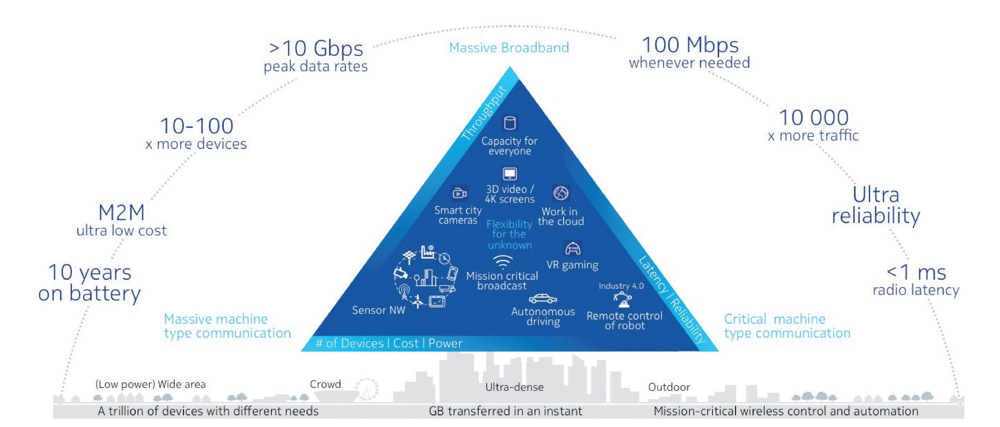 Massive Broadband
>10 Gbps
peak data rates
100 Mbps
whenever needed
10-100
x more devices
10 000
x more traffic
M2M
ultra low cost
Ultra
reliability
10 years
on battery
<1 ms
radio latency
Massive machine
type communication
Critical machine
type communication
Throughput
Latency | Reliability
# of Devices | Cost | Power
Capacity for
everyone
3D video /
4K screens
Smart city
cameras
Work in
the cloud
Flexibility
for the
unknown
VR gaming
Mission critical
broadcast
Sensor NW
Autonomous
driving
Industry 4.0
Remote control
of robot
(Low power) Wide area
Crowd
Ultra-dense
Outdoor
A trillion of devices with different needs
GB transferred in an instant
Mission-critical wireless control and automation